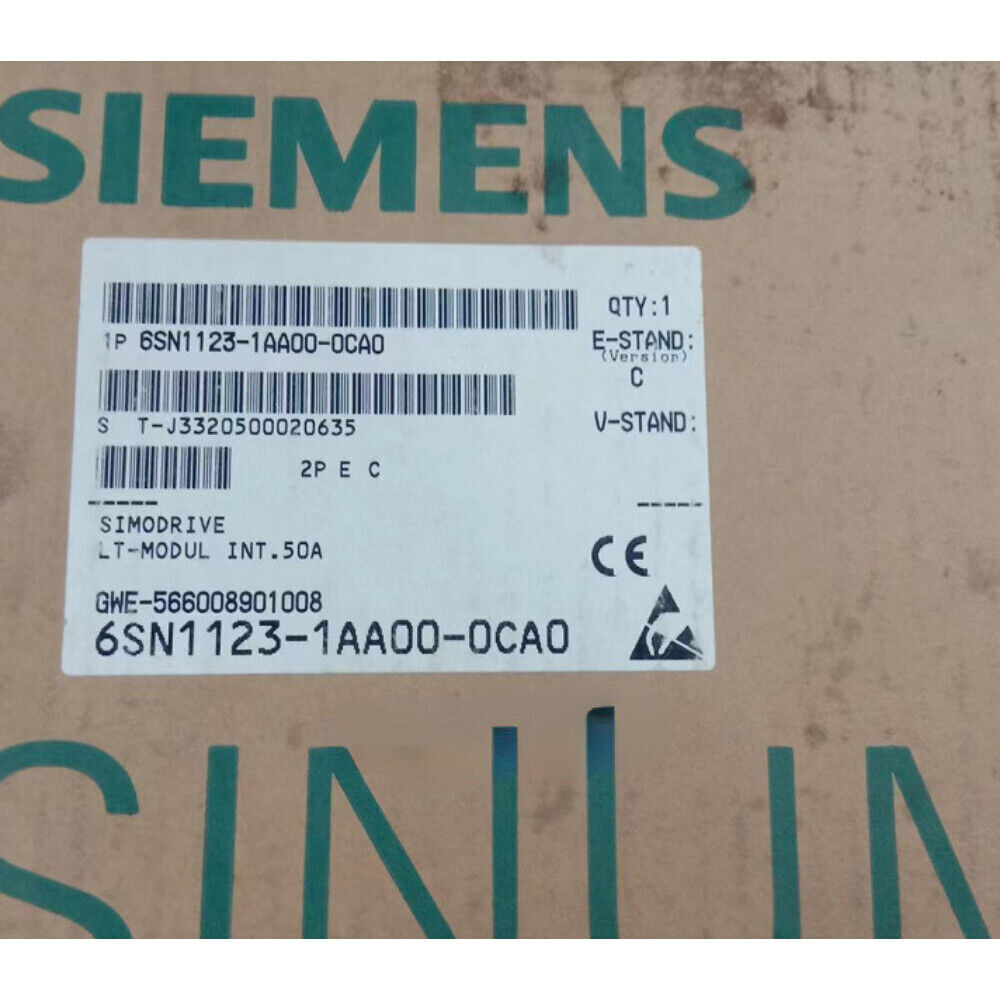 SIEMENS
QTY:1
1P 6SN1123-1AA00-0CA0
E-STAND:
(Version)
C
S T-J3320500020635
V-STAND:
2P E C
SIMODRIVE
LT-MODUL INT.50A
CE
GWE-566008901008
6SN1123-1AA00-0CA0